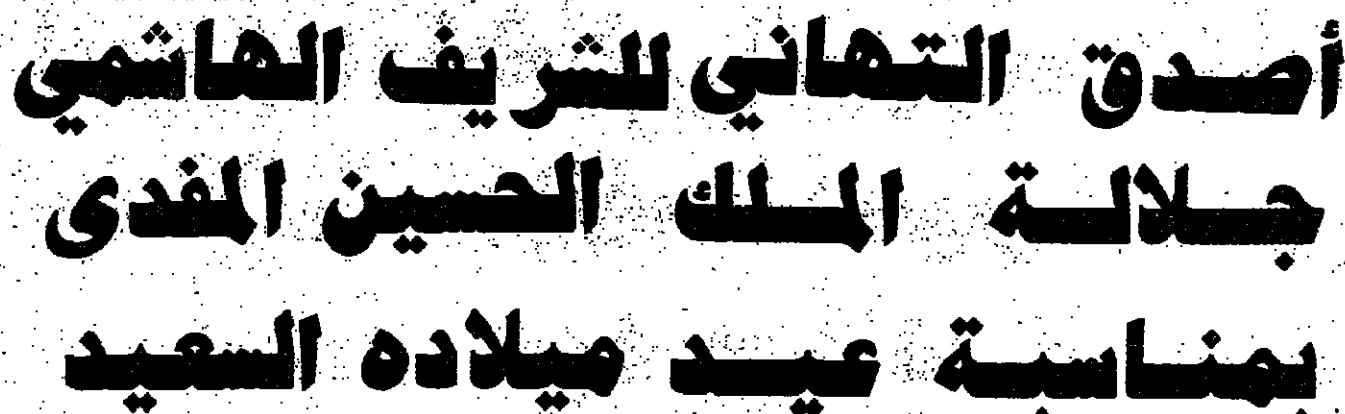 أصدق التهاني للشريف الهاشمي
جلالة الملك الحسين المفدى
بمناسبة عيد ميلاده السعيد